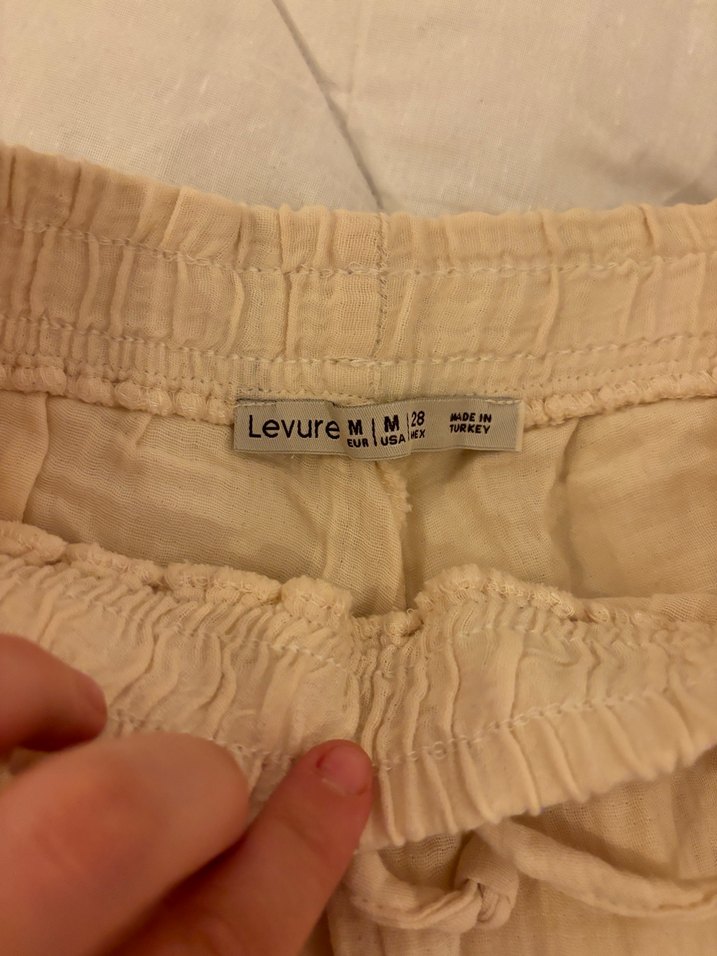 Levure M | M | 28 MADE IN
EUR USA MEX TURKEY